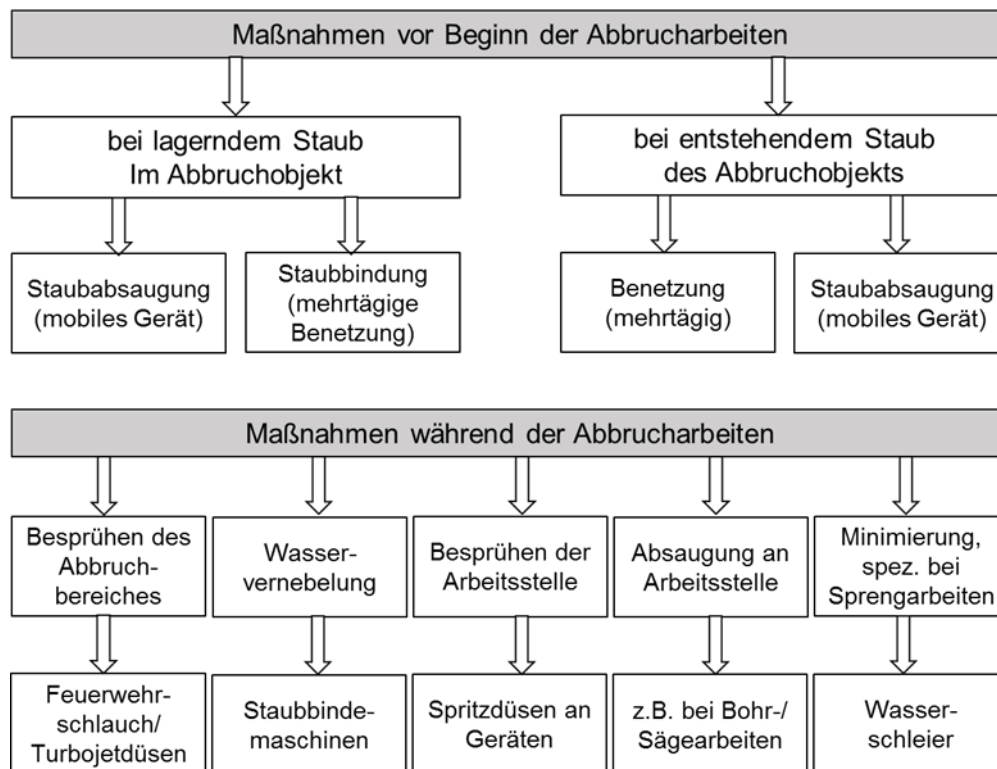 Maßnahmen vor Beginn der Abbrucharbeiten
bei lagerndem Staub
Im Abbruchobjekt
bei entstehendem Staub
des Abbruchobjekts
Staubabsaugung
(mobiles Gerät)
Staubbindung
(mehrtägige
Benetzung)
Benetzung
(mehrtägig)
Staubabsaugung
(mobiles Gerät)
Maßnahmen während der Abbrucharbeiten
Besprühen des
Abbruch-
bereiches
Wasser-
vernebelung
Besprühen der
Arbeitsstelle
Absaugung an
Arbeitsstelle
Minimierung,
spez. bei
Sprengarbeiten
Feuerwehr-
schlauch/
Turbojetdüsen
Staubbinde-
maschinen
Spritzdüsen an
Geräten
z.B. bei Bohr-/
Sägearbeiten
Wasser-
schleier